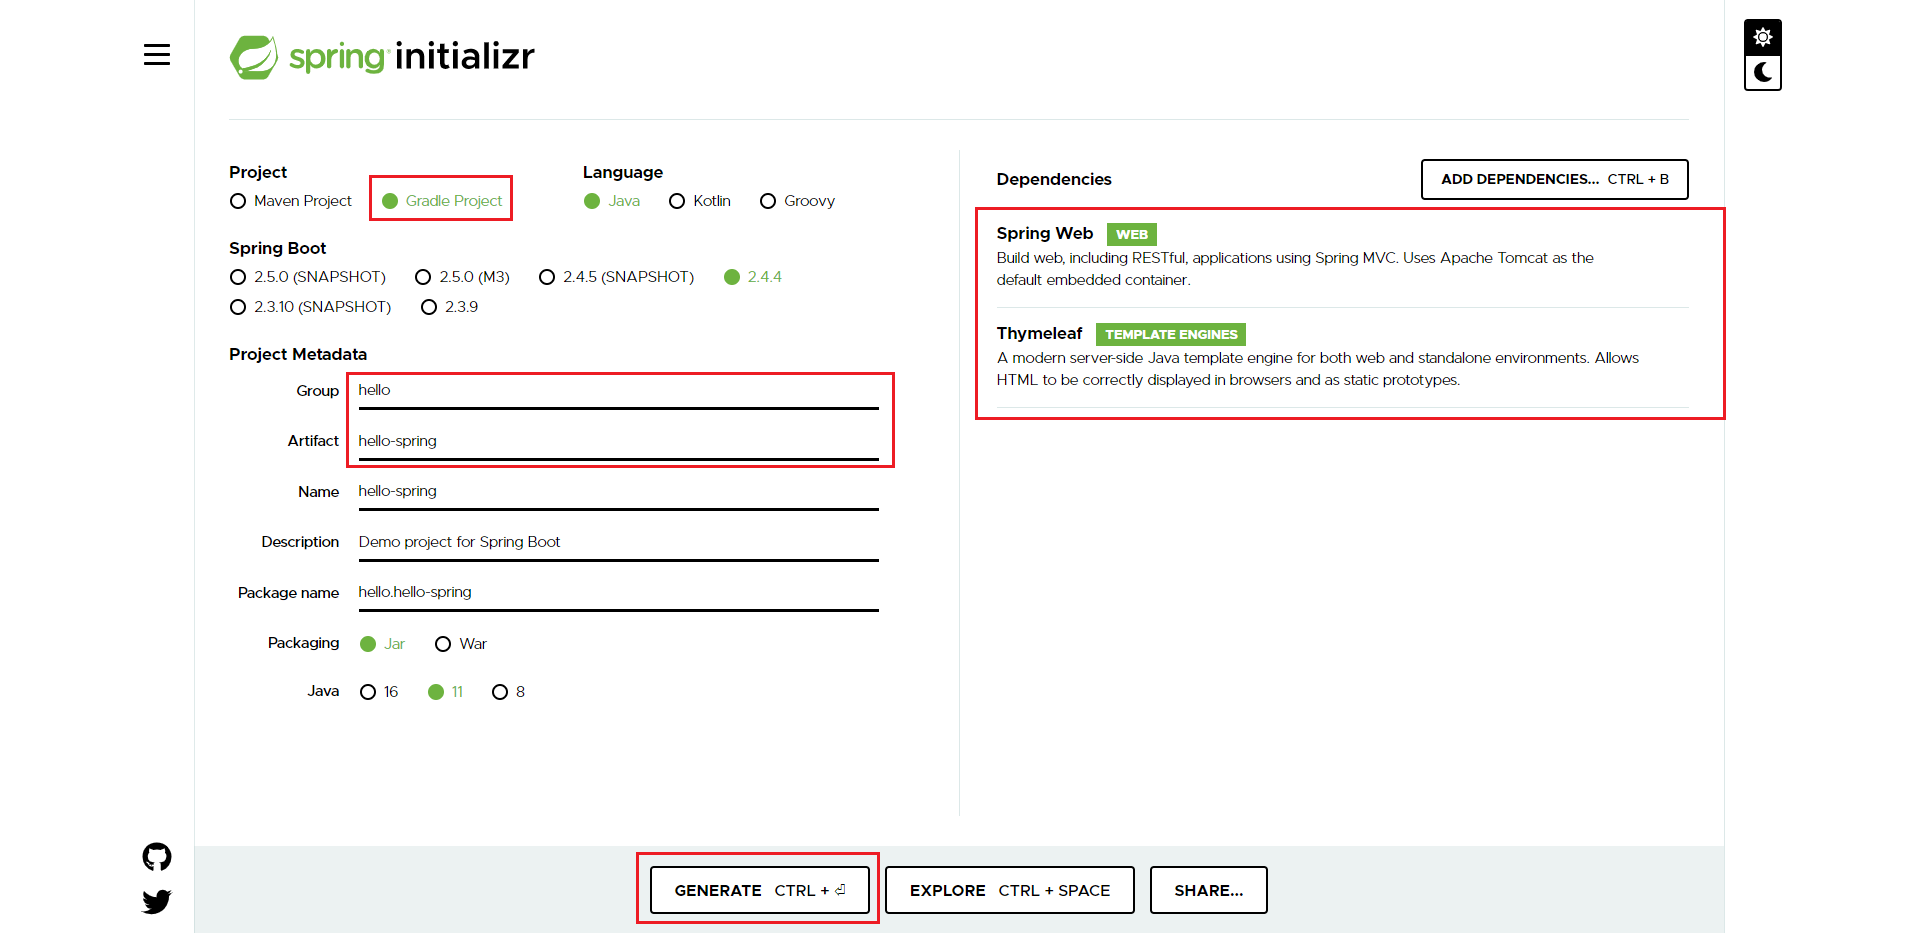 spring initializr
Project
Maven Project Gradle Project
Language
Java Kotlin Groovy
Spring Boot
2.5.0 (SNAPSHOT) 2.5.0 (M3) 2.4.5 (SNAPSHOT) 2.4.4
2.3.10 (SNAPSHOT) 2.3.9
Project Metadata
Group hello
Artifact hello-spring
Name hello-spring
Description Demo project for Spring Boot
Package name hello.hello-spring
Packaging Jar War
Java 16 11 8
Dependencies
ADD DEPENDENCIES... CTRL + B
Spring Web WEB
Build web, including RESTful, applications using Spring MVC. Uses Apache Tomcat as the
default embedded container.
Thymeleaf TEMPLATE ENGINES
A modern server-side Java template engine for both web and standalone environments. Allows
HTML to be correctly displayed in browsers and as static prototypes.
GENERATE CTRL + ⏎
EXPLORE CTRL + SPACE
SHARE...